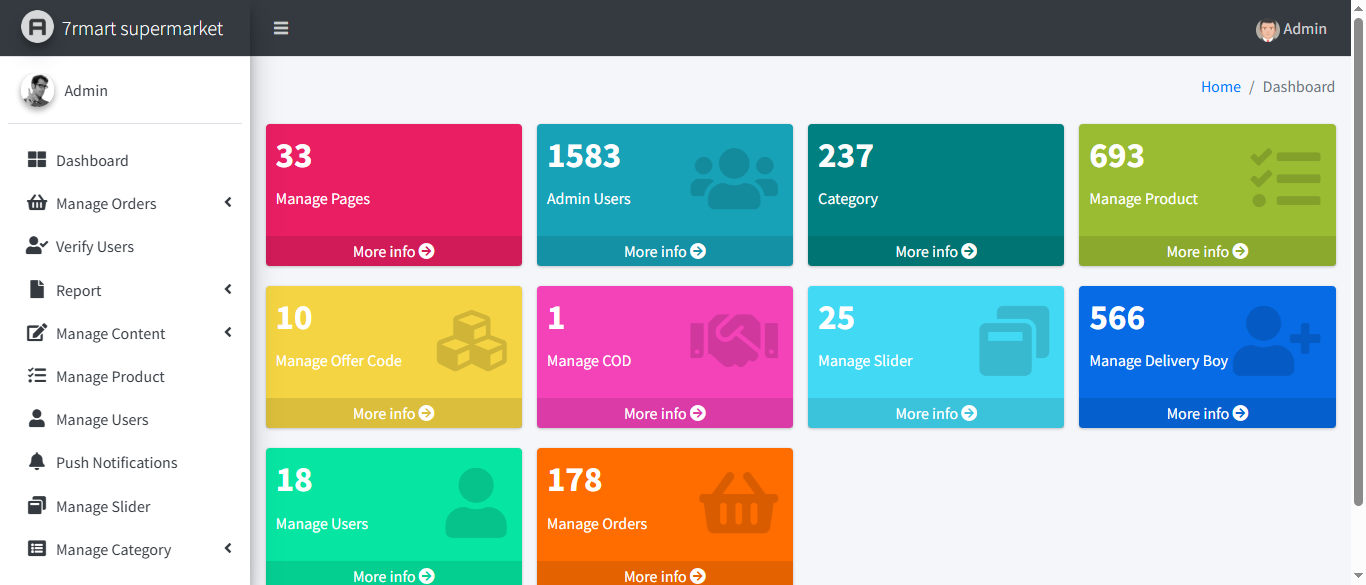 7rmart supermarket
Admin
Admin
Home / Dashboard
Dashboard
Manage Orders
Verify Users
Report
Manage Content
Manage Product
Manage Users
Push Notifications
Manage Slider
Manage Category
33
Manage Pages
More info
1583
Admin Users
More info
237
Category
More info
693
Manage Product
More info
10
Manage Offer Code
More info
1
Manage COD
More info
25
Manage Slider
More info
566
Manage Delivery Boy
More info
18
Manage Users
More info
178
Manage Orders
More info